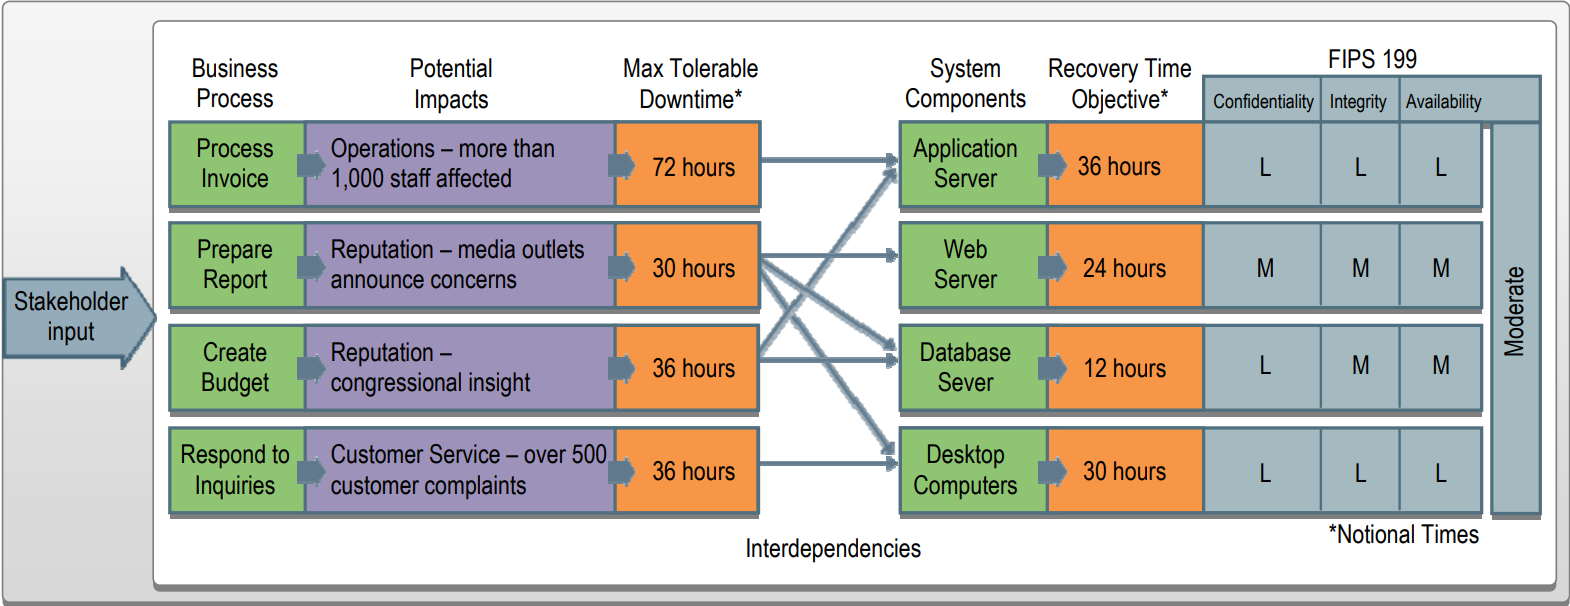 Business
Process
Potential
Impacts
Max Tolerable
Downtime*
System
Components
Recovery Time
Objective*
FIPS 199
Confidentiality
Integrity
Availability
Stakeholder
input
Process
Invoice
Operations – more than
1,000 staff affected
72 hours
Application
Server
36 hours
L
L
L
Prepare
Report
Reputation – media outlets
announce concerns
30 hours
Web
Server
24 hours
M
M
M
Create
Budget
Reputation –
congressional insight
36 hours
Database
Sever
12 hours
L
M
M
Respond to
Inquiries
Customer Service – over 500
customer complaints
36 hours
Desktop
Computers
30 hours
L
L
L
Moderate
Interdependencies
*Notional Times